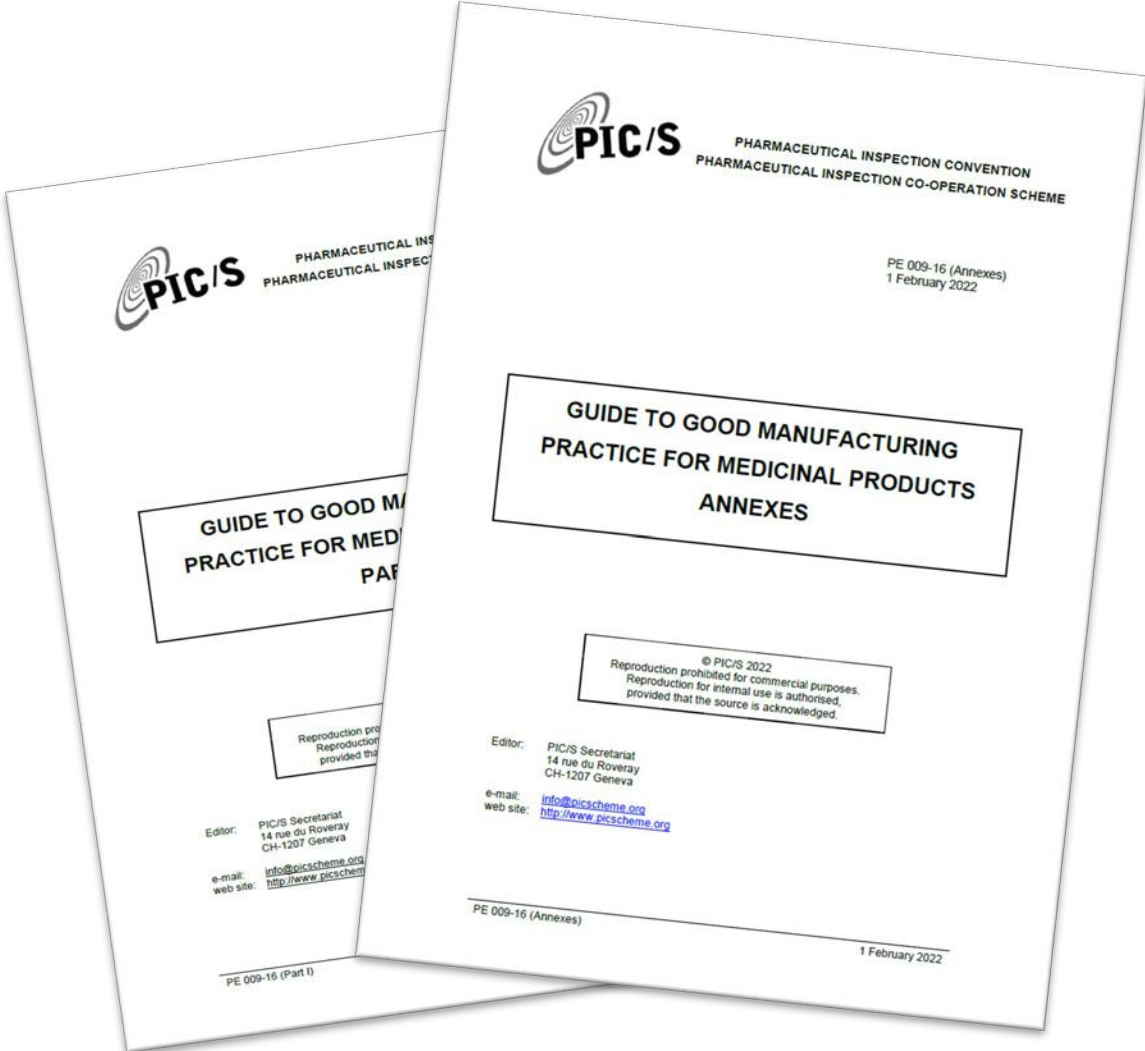 PIC/S
PHARMACEUTICAL INS
PHARMACEUTICAL INSPEC
GUIDE TO GOOD MA
PRACTICE FOR MEDI
PAR
Reproduction pro
Reproduction
provided tha
Editor: PIC/S Secretariat
14 rue du Roveray
CH-1207 Geneva
e-mail: info@picscheme.org
web site: http://www.picschem
PE 009-16 (Part I)
PIC/S
PHARMACEUTICAL INSPECTION CONVENTION
PHARMACEUTICAL INSPECTION CO-OPERATION SCHEME
PE 009-16 (Annexes)
1 February 2022
GUIDE TO GOOD MANUFACTURING
PRACTICE FOR MEDICINAL PRODUCTS
ANNEXES
© PIC/S 2022
Reproduction prohibited for commercial purposes.
Reproduction for internal use is authorised,
provided that the source is acknowledged.
Editor: PIC/S Secretariat
14 rue du Roveray
CH-1207 Geneva
e-mail: info@picscheme.org
web site: http://www.picscheme.org
PE 009-16 (Annexes)
1 February 2022